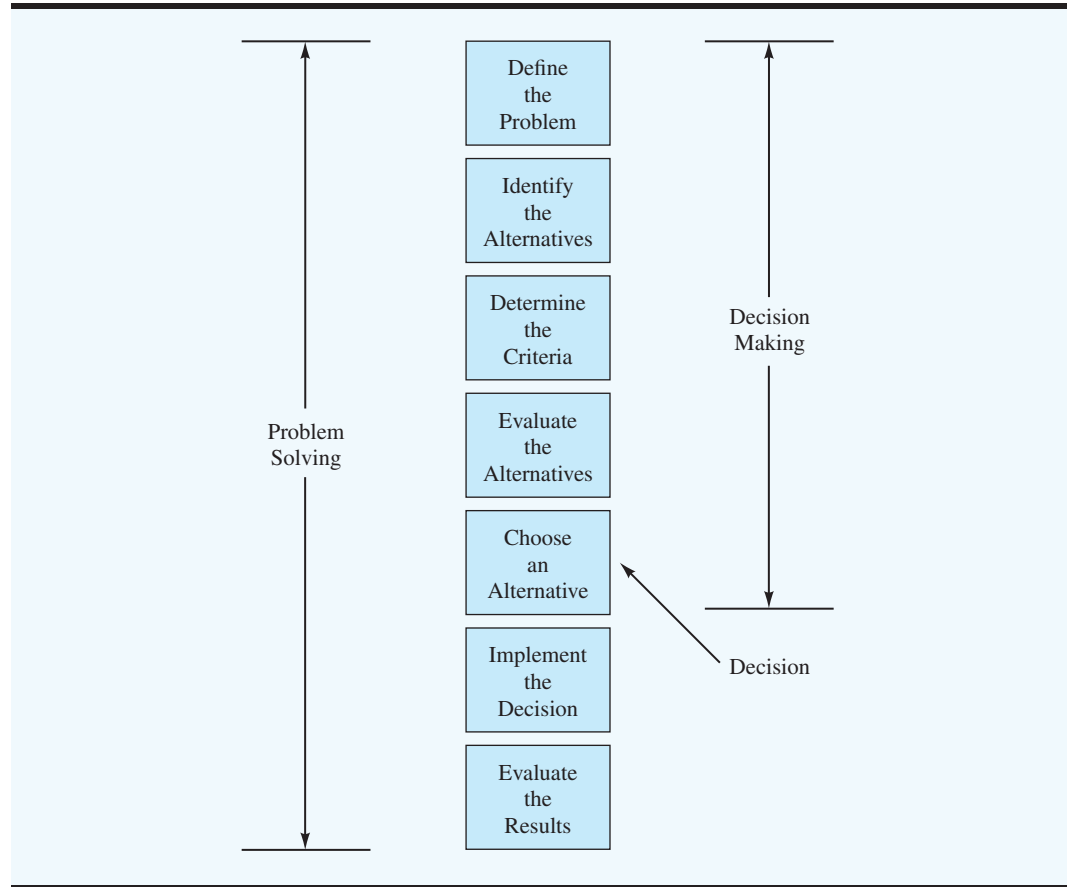 Define
the
Problem
Identify
the
Alternatives
Determine
the
Criteria
Evaluate
the
Alternatives
Choose
an
Alternative
Implement
the
Decision
Evaluate
the
Results
Problem
Solving
Decision
Making
Decision